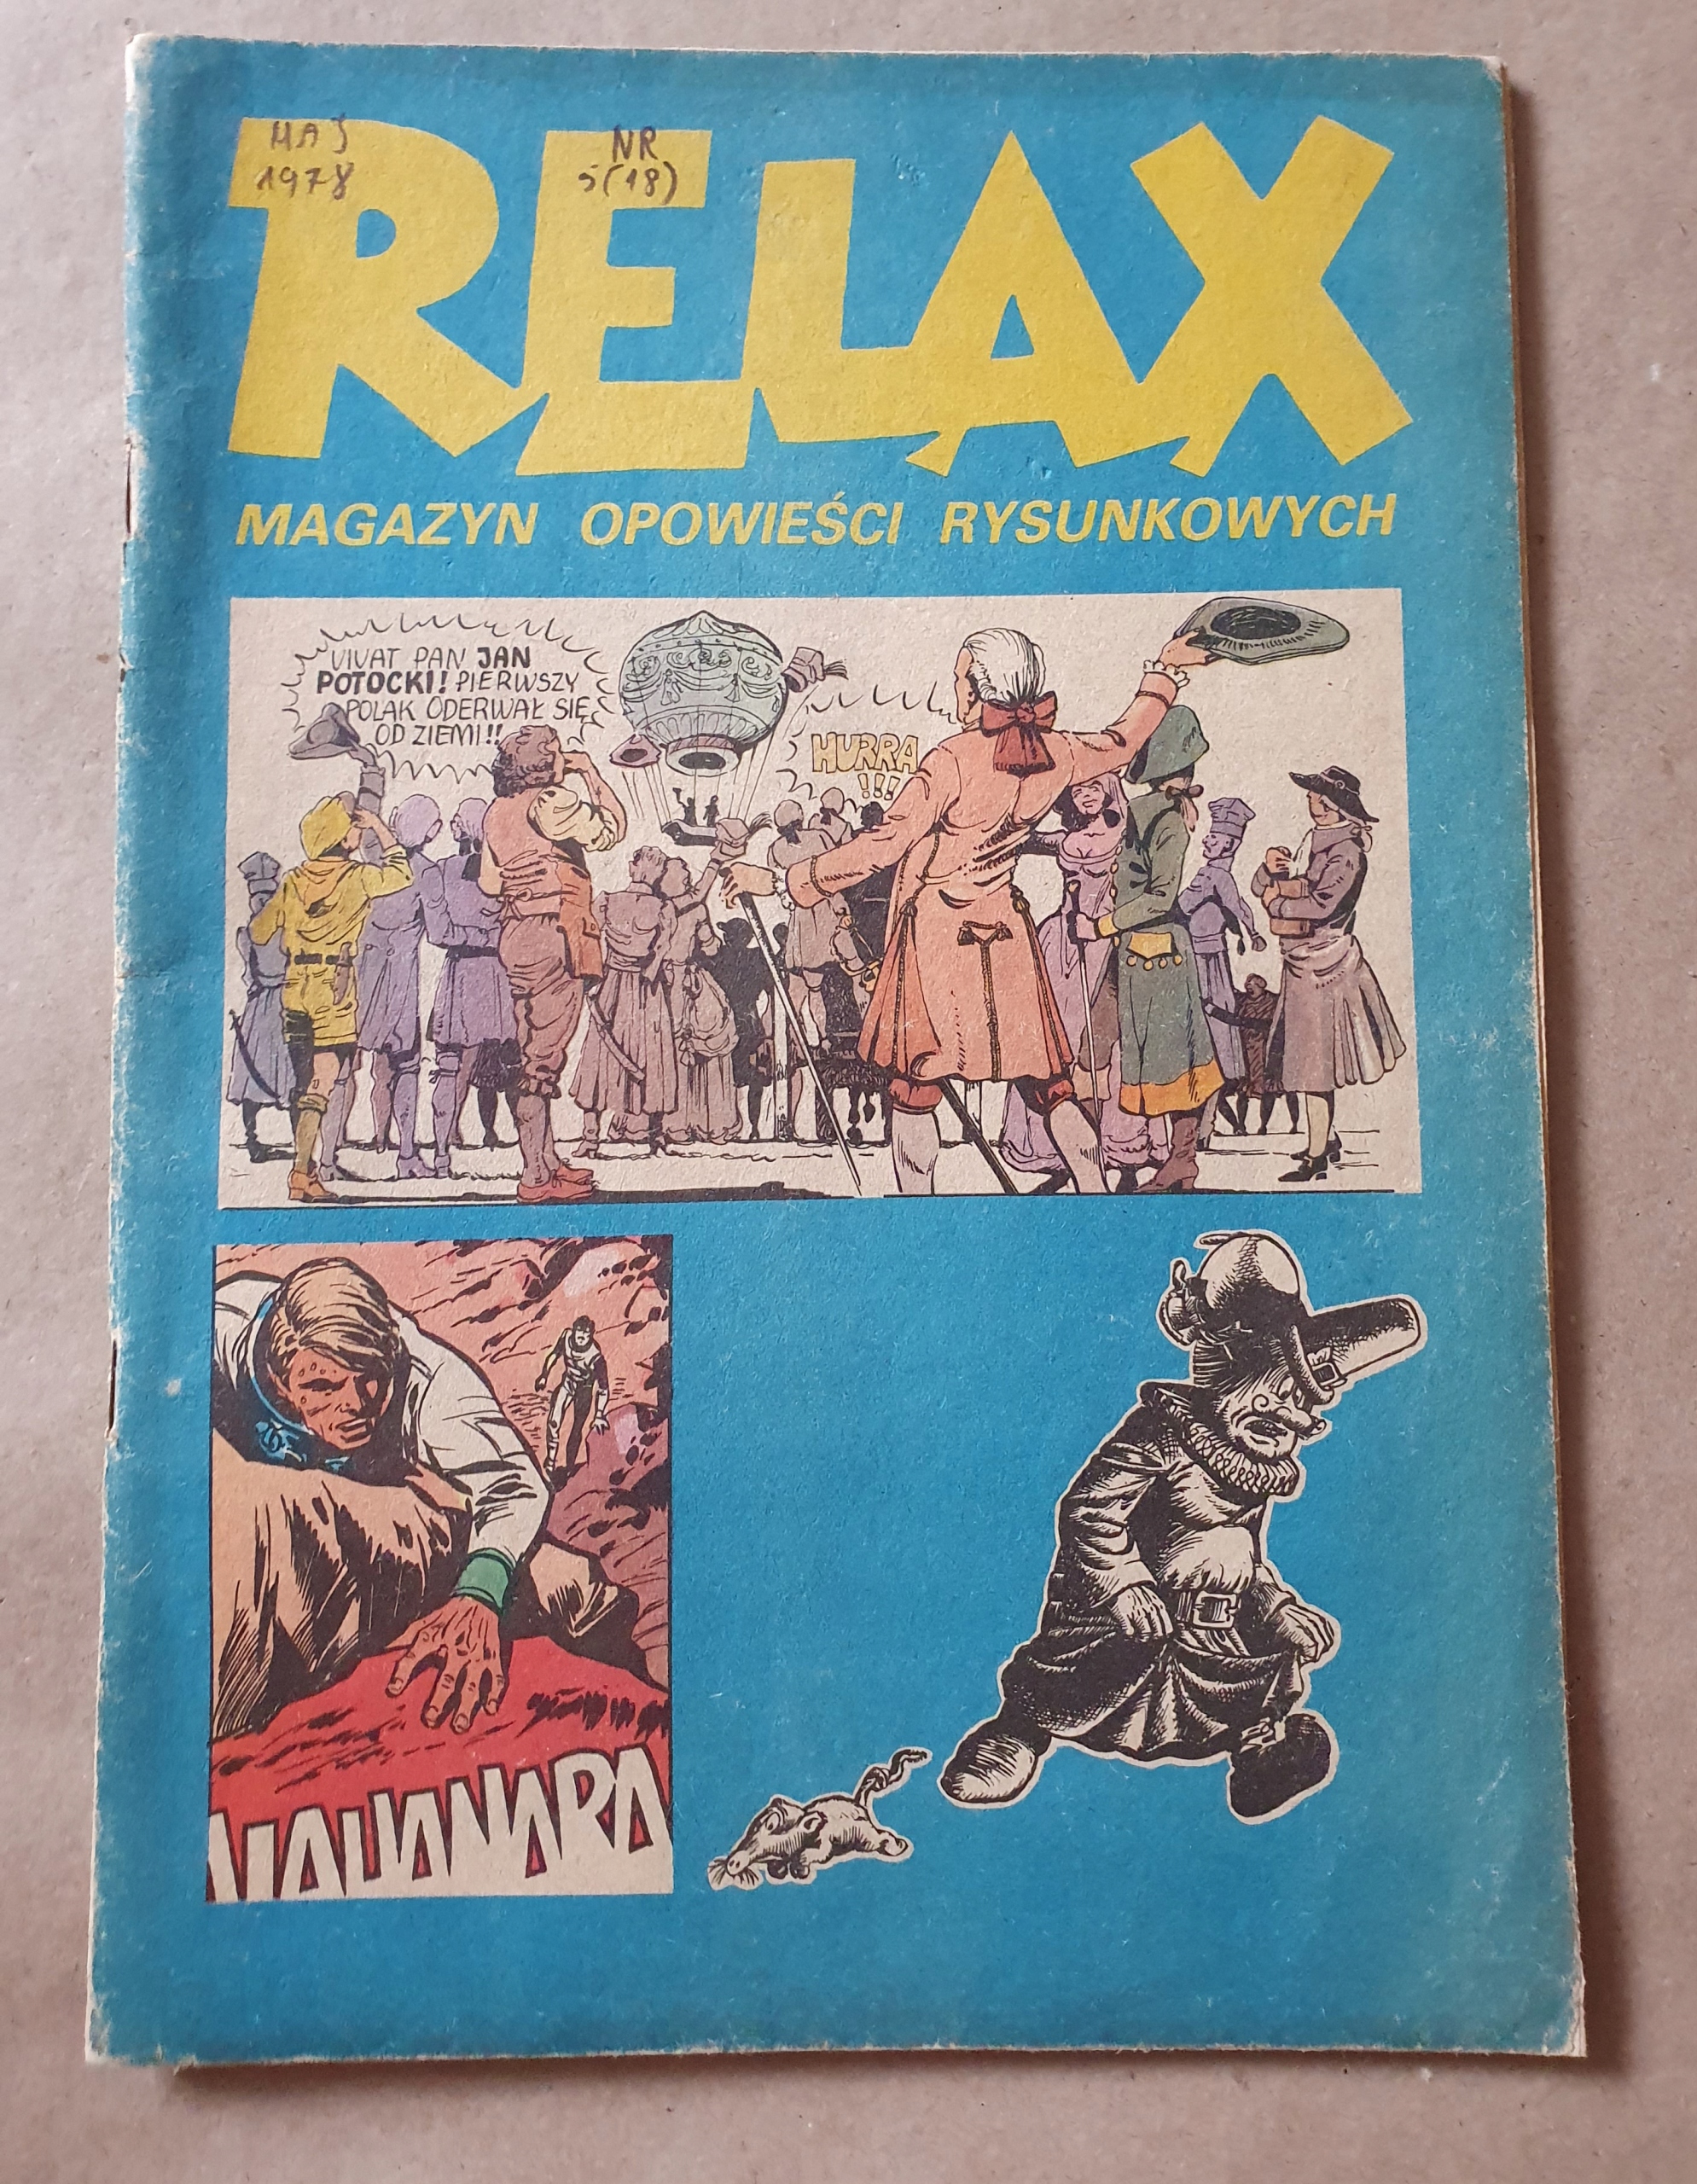 MAJ
1978
NR
5(18)
RELAX
MAGAZYN OPOWIEŚCI RYSUNKOWYCH
VIVAT PAN JAN
POTOCKI! PIERWSZY
POLAK ODERWAŁ SIĘ
OD ZIEMI!!
HURRA
!!!